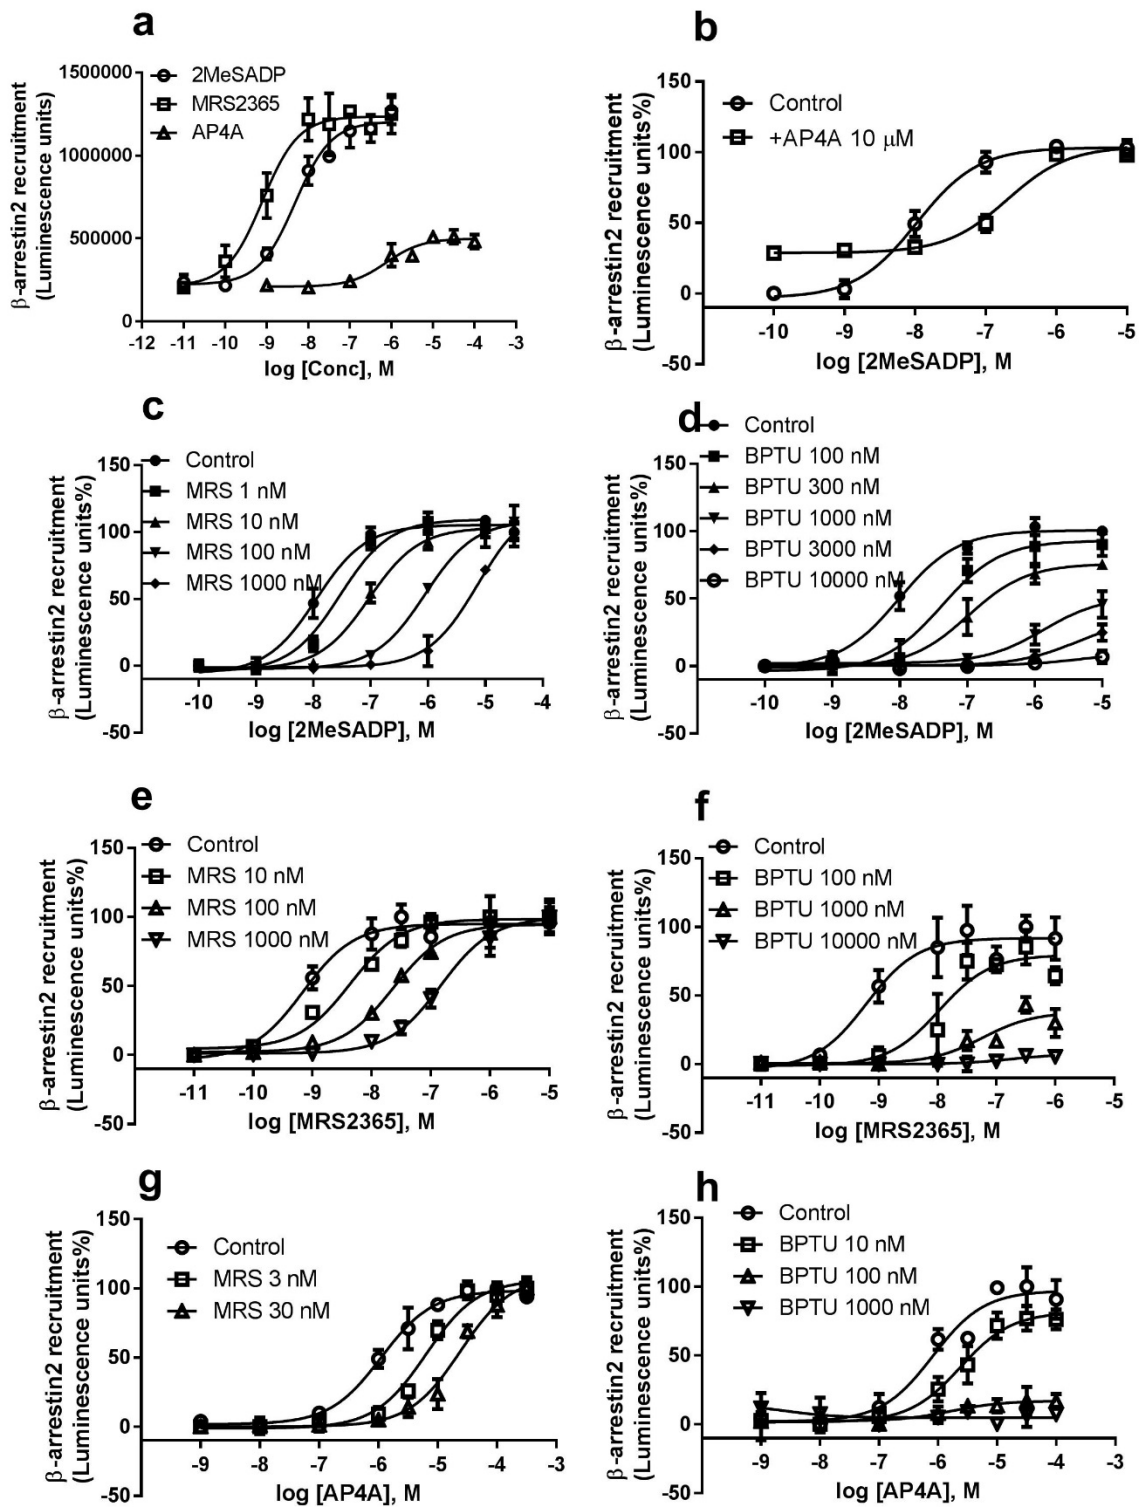 a
β-arrestin2 recruitment
(Luminescence units)
1500000
1000000
500000
0
2MeSADP
MRS2365
AP4A
-12 -11 -10 -9 -8 -7 -6 -5 -4 -3
log [Conc], M
b
β-arrestin2 recruitment
(Luminescence units%)
150
100
50
0
-50
Control
+AP4A 10 μM
-10 -9 -8 -7 -6 -5
log [2MeSADP], M
c
β-arrestin2 recruitment
(Luminescence units%)
150
100
50
0
-50
Control
MRS 1 nM
MRS 10 nM
MRS 100 nM
MRS 1000 nM
-10 -9 -8 -7 -6 -5 -4
log [2MeSADP], M
d
β-arrestin2 recruitment
(Luminescence units%)
150
100
50
0
-50
Control
BPTU 100 nM
BPTU 300 nM
BPTU 1000 nM
BPTU 3000 nM
BPTU 10000 nM
-10 -9 -8 -7 -6 -5
log [2MeSADP], M
e
β-arrestin2 recruitment
(Luminescence units%)
150
100
50
0
-50
Control
MRS 10 nM
MRS 100 nM
MRS 1000 nM
-11 -10 -9 -8 -7 -6 -5
log [MRS2365], M
f
β-arrestin2 recruitment
(Luminescence units%)
150
100
50
0
-50
Control
BPTU 100 nM
BPTU 1000 nM
BPTU 10000 nM
-11 -10 -9 -8 -7 -6 -5
log [MRS2365], M
g
β-arrestin2 recruitment
(Luminescence units%)
150
100
50
0
-50
Control
MRS 3 nM
MRS 30 nM
-9 -8 -7 -6 -5 -4 -3
log [AP4A], M
h
β-arrestin2 recruitment
(Luminescence units%)
150
100
50
0
-50
Control
BPTU 10 nM
BPTU 100 nM
BPTU 1000 nM
-9 -8 -7 -6 -5 -4 -3
log [AP4A], M